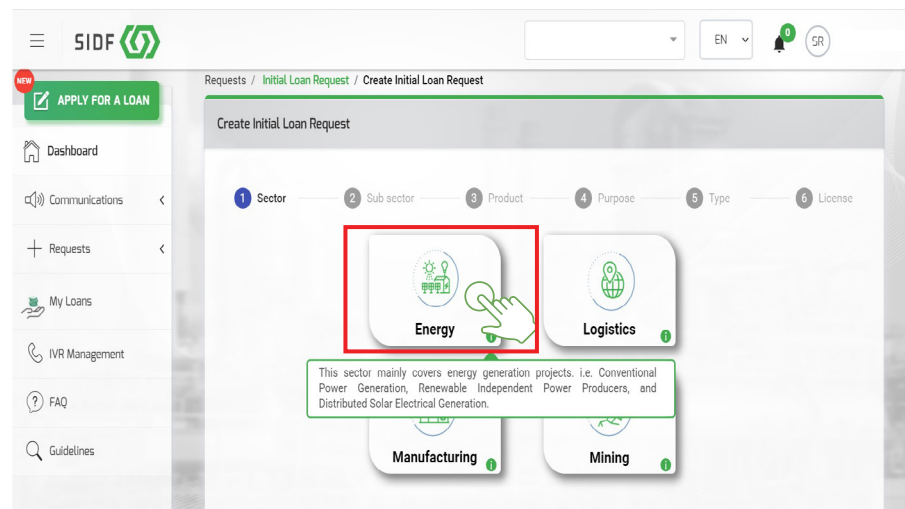 SIDF
EN
0
SR
NEW
APPLY FOR A LOAN
Requests / Initial Loan Request / Create Initial Loan Request
Create Initial Loan Request
Dashboard
Communications
Requests
My Loans
IVR Management
FAQ
Guidelines
1 Sector
2 Sub sector
3 Product
4 Purpose
5 Type
6 License
Energy
Logistics
This sector mainly covers energy generation projects. i.e. Conventional
Power Generation, Renewable Independent Power Producers, and
Distributed Solar Electrical Generation.
Manufacturing
Mining